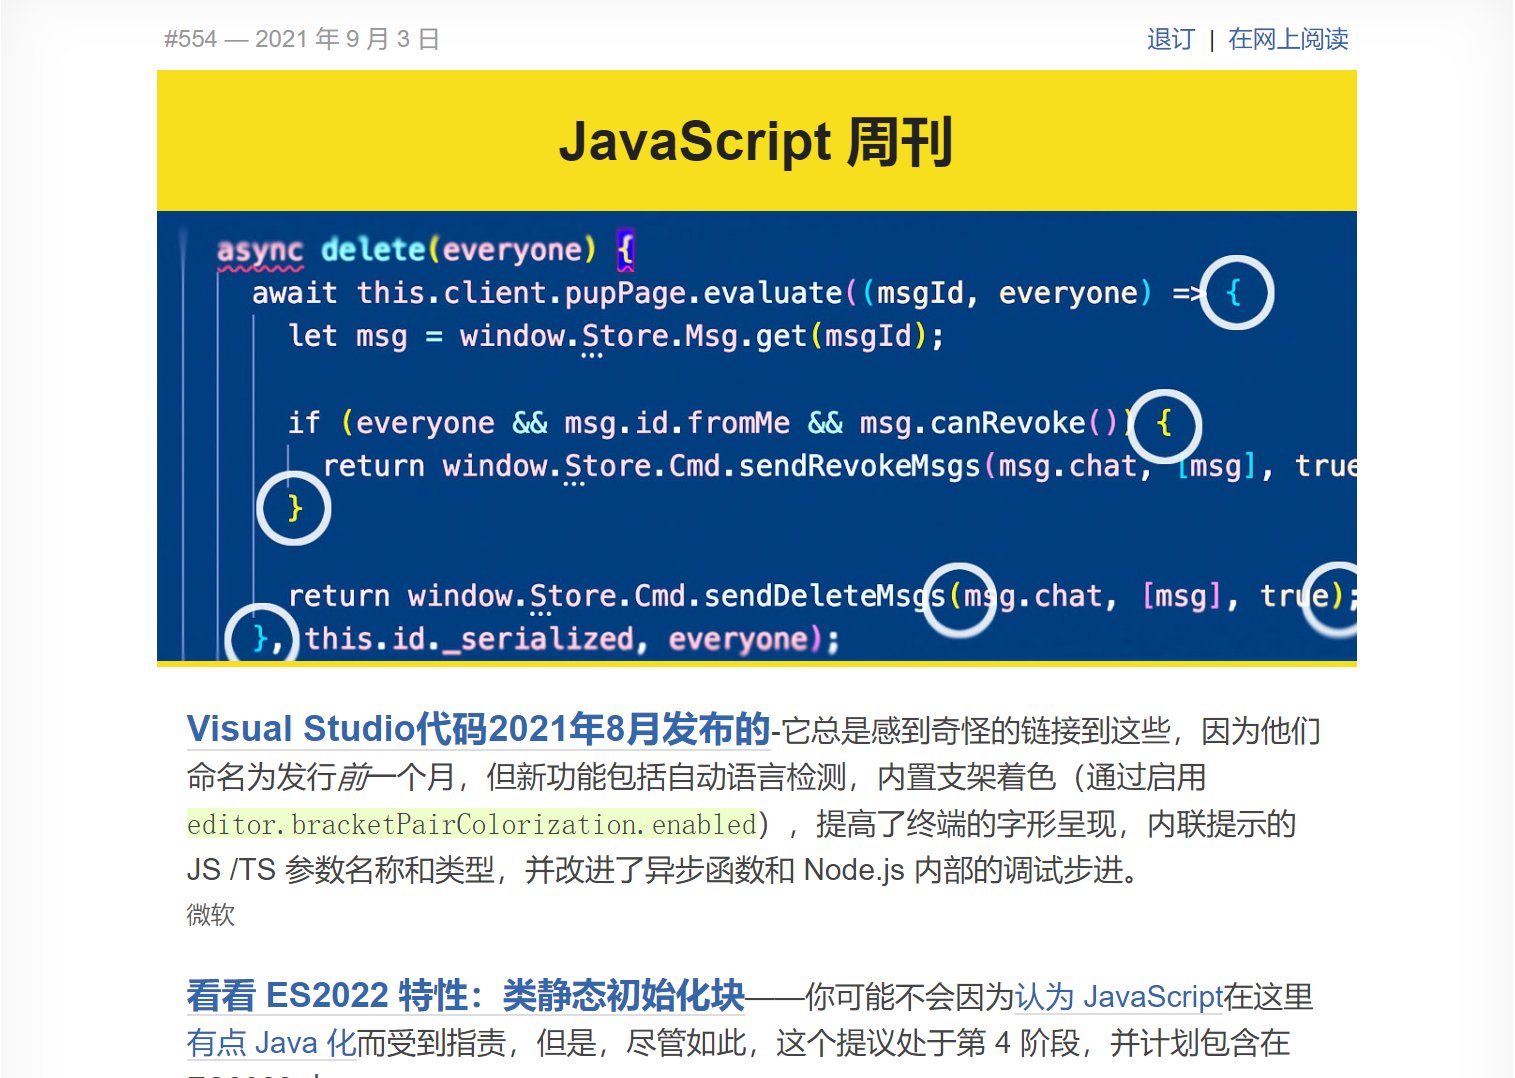 #554 — 2021 年 9 月 3 日
退订 | 在网上阅读
JavaScript 周刊
async delete(everyone) {
await this.client.pupPage.evaluate((msgId, everyone) => {
let msg = window.Store.Msg.get(msgId);
if (everyone && msg.id.fromMe && msg.canRevoke()) {
return window.Store.Cmd.sendRevokeMsgs(msg.chat, [msg], true
}
return window.Store.Cmd.sendDeleteMsgs(msg.chat, [msg], true);
}, this.id._serialized, everyone);
Visual Studio代码2021年8月发布的-它总是感到奇怪的链接到这些，因为他们
命名为发行前一个月，但新功能包括自动语言检测，内置支架着色（通过启用
editor.bracketPairColorization.enabled），提高了终端的字形呈现，内联提示的
JS /TS 参数名称和类型，并改进了异步函数和 Node.js 内部的调试步进。
微软
看看 ES2022 特性：类静态初始化块——你可能不会因为认为 JavaScript在这里
有点 Java 化而受到指责，但是，尽管如此，这个提议处于第 4 阶段，并计划包含在